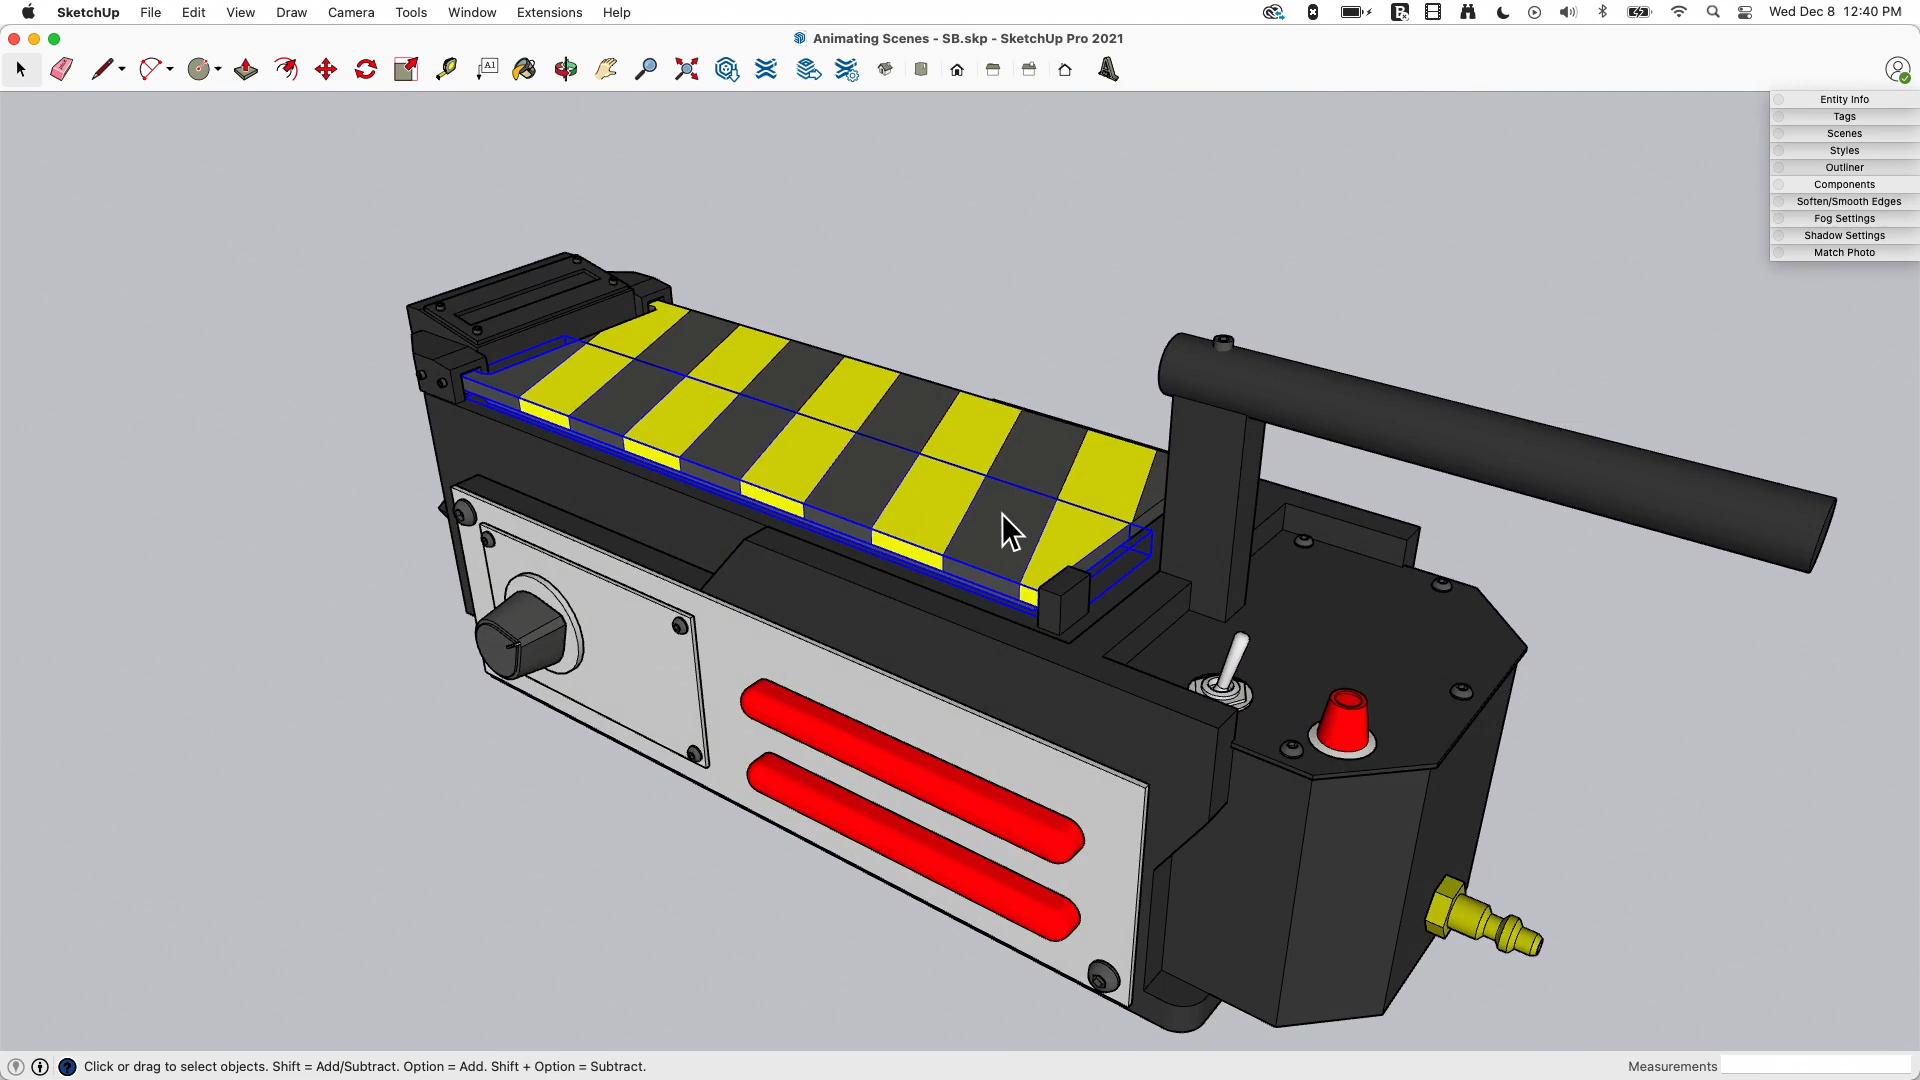 SketchUp File Edit View Draw Camera Tools Window Extensions Help Wed Dec 8 12:40 PM
Animating Scenes - SB.skp - SketchUp Pro 2021
A1
Entity Info
Tags
Scenes
Styles
Outliner
Components
Soften/Smooth Edges
Fog Settings
Shadow Settings
Match Photo
Click or drag to select objects. Shift = Add/Subtract. Option = Add. Shift + Option = Subtract. Measurements